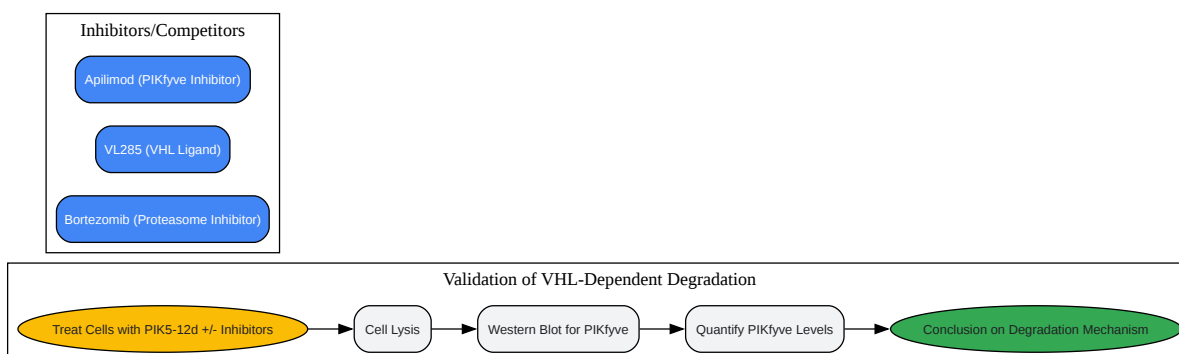 Inhibitors/Competitors
Apilimod (PIKfyve Inhibitor)
VL285 (VHL Ligand)
Bortezomib (Proteasome Inhibitor)
Validation of VHL-Dependent Degradation
Treat Cells with PIK5-12d +/- Inhibitors
Cell Lysis
Western Blot for PIKfyve
Quantify PIKfyve Levels
Conclusion on Degradation Mechanism